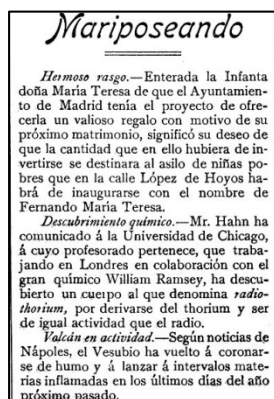 Mariposeando
Hermoso rasgo.—Enterada la Infanta
doña María Teresa de que el Ayuntamien-
to de Madrid tenía el proyecto de ofre-
cerla un valioso regalo con motivo de su
próximo matrimonio, significó su deseo de
que la cantidad que en ello hubiera de in-
vertirse se destinara al asilo de niñas po-
bres que en la calle López de Hoyos ha-
brá de inaugurarse con el nombre de
Fernando María Teresa.
Descubrimiento químico.—Mr. Hahn ha
comunicado á la Universidad de Chicago,
á cuyo profesorado pertenece, que traba-
jando en Londres en colaboración con el
gran químico William Ramsey, ha descu-
bierto un cuerpo al que denomina radio-
thorium, por derivarse del thorium y ser
de igual actividad que el radio.
Valcán en actividad.—Según noticias de
Nápoles, el Vesubio ha vuelto á coronar-
se de humo y á lanzar á intervalos mate-
rias inflamadas en los últimos días del año
próximo pasado.